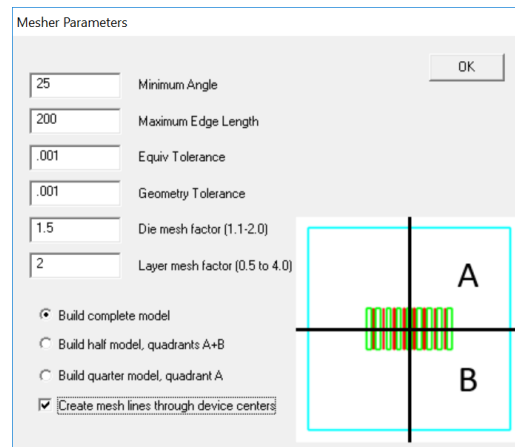 Mesher Parameters
OK
25 Minimum Angle
200 Maximum Edge Length
.001 Equiv Tolerance
.001 Geometry Tolerance
1.5 Die mesh factor (1.1-2.0)
2 Layer mesh factor (0.5 to 4.0)
Build complete model
Build half model, quadrants A+B
Build quarter model, quadrant A
Create mesh lines through device centers
A
B